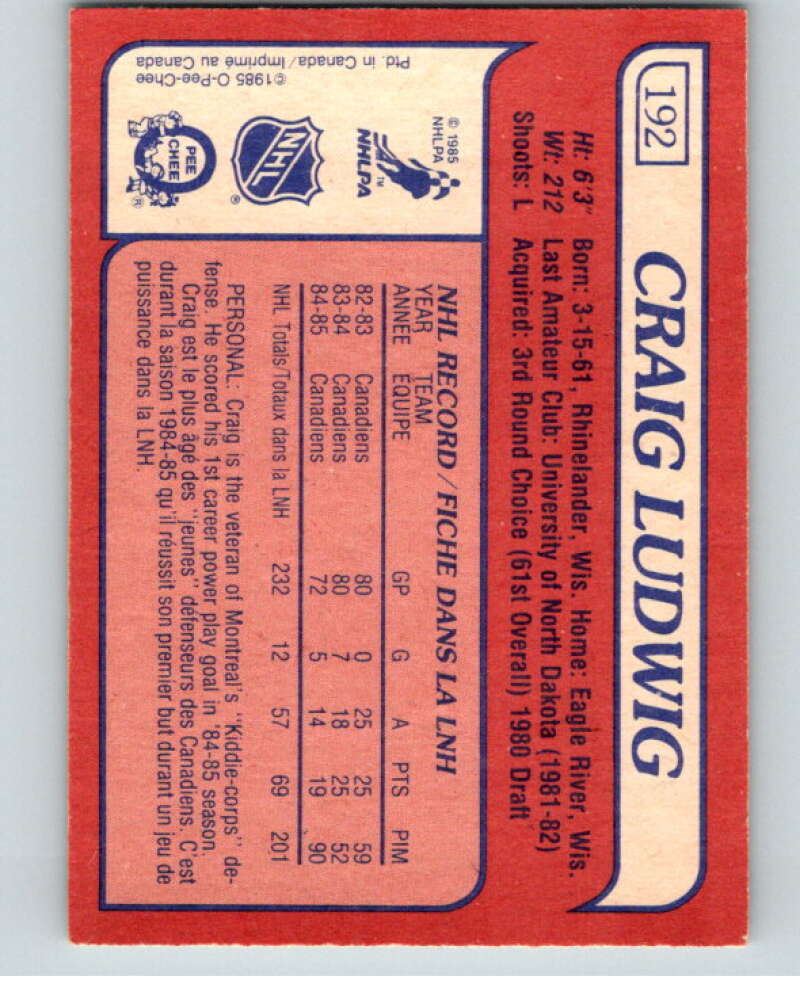 192
CRAIG LUDWIG
Ht: 6'3" Born: 3-15-61, Rhinelander, Wis. Home: Eagle River, Wis.
Wt: 212 Last Amateur Club: University of North Dakota (1981-82)
Shoots: L Acquired: 3rd Round Choice (61st Overall) 1980 Draft
© 1985
NHLPA
TM
NHLPA
NHL
®
PEE
CHEE
®
© 1985 O-Pee-Chee
Ptd. in Canada/Imprimé au Canada
NHL RECORD / FICHE DANS LA LNH
YEAR TEAM
ANNÉE ÉQUIPE GP G A PTS PIM
82-83 Canadiens 80 0 25 25 59
83-84 Canadiens 80 7 18 25 52
84-85 Canadiens 72 5 14 19 90
NHL Totals/Totaux dans la LNH 232 12 57 69 201
PERSONAL: Craig is the veteran of Montreal's "Kiddie-corps" de-
fense. He scored his 1st career power play goal in '84-85 season.
Craig est le plus âgé des "jeunes" défenseurs des Canadiens. C'est
durant la saison 1984-85 qu'il réussit son premier but durant un jeu de
puissance dans la LNH.